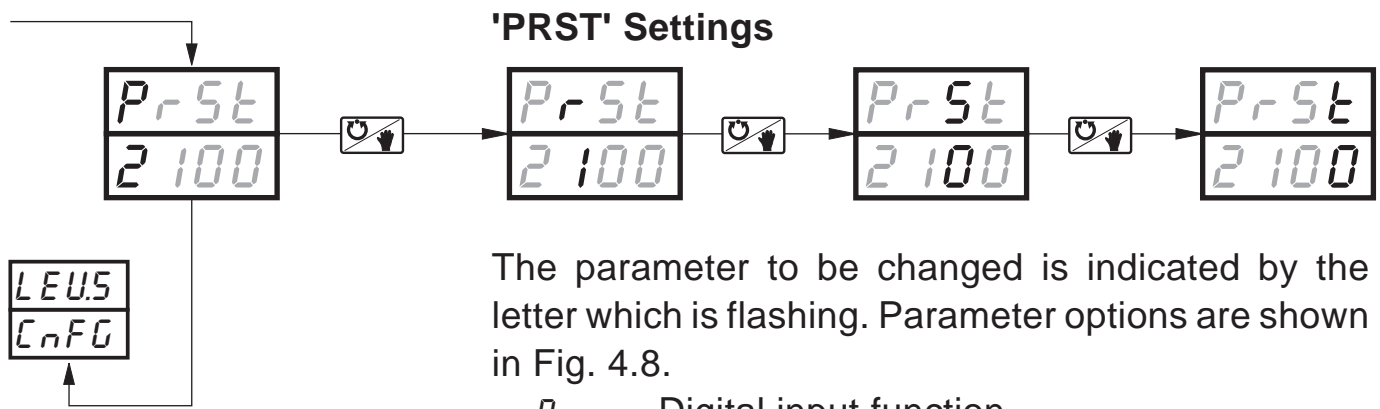 'PRST' Settings
PrSt
2100
PrSt
2100
PrSt
2100
PrSt
2100
LEV.5
CnFG
The parameter to be changed is indicated by the
letter which is flashing. Parameter options are shown
in Fig. 4.8.
Digital input function